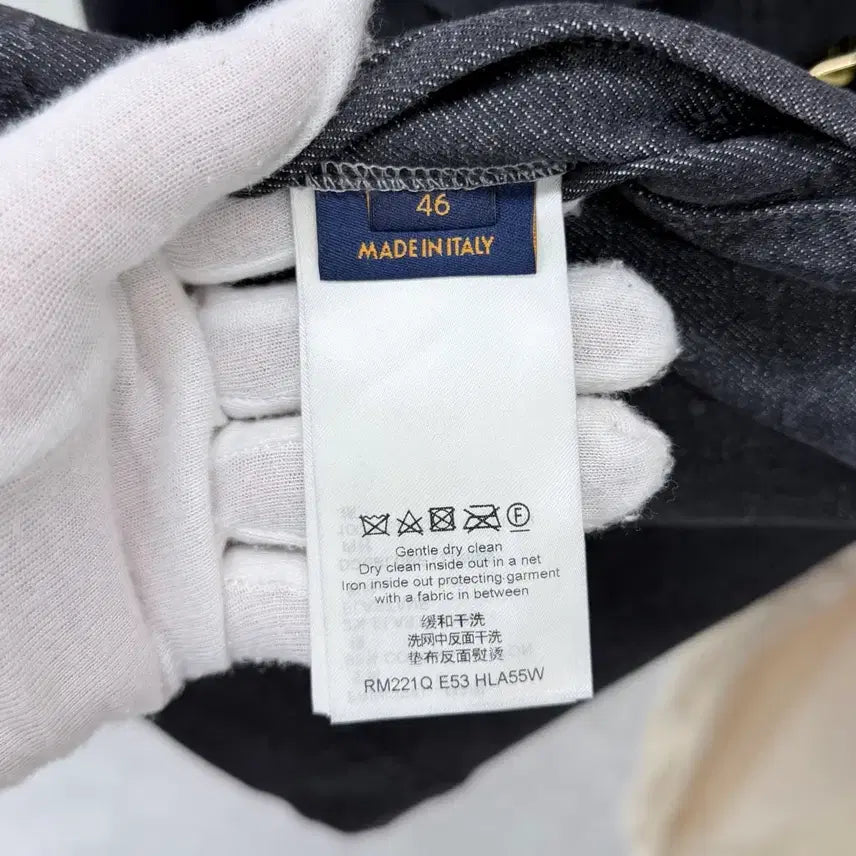 46
MADE IN ITALY
F
Gentle dry clean
Dry clean inside out in a net
Iron inside out protecting garment
with a fabric in between
缓和干洗
洗网中反面干洗
垫布反面熨烫
RM221Q E53 HLA55W